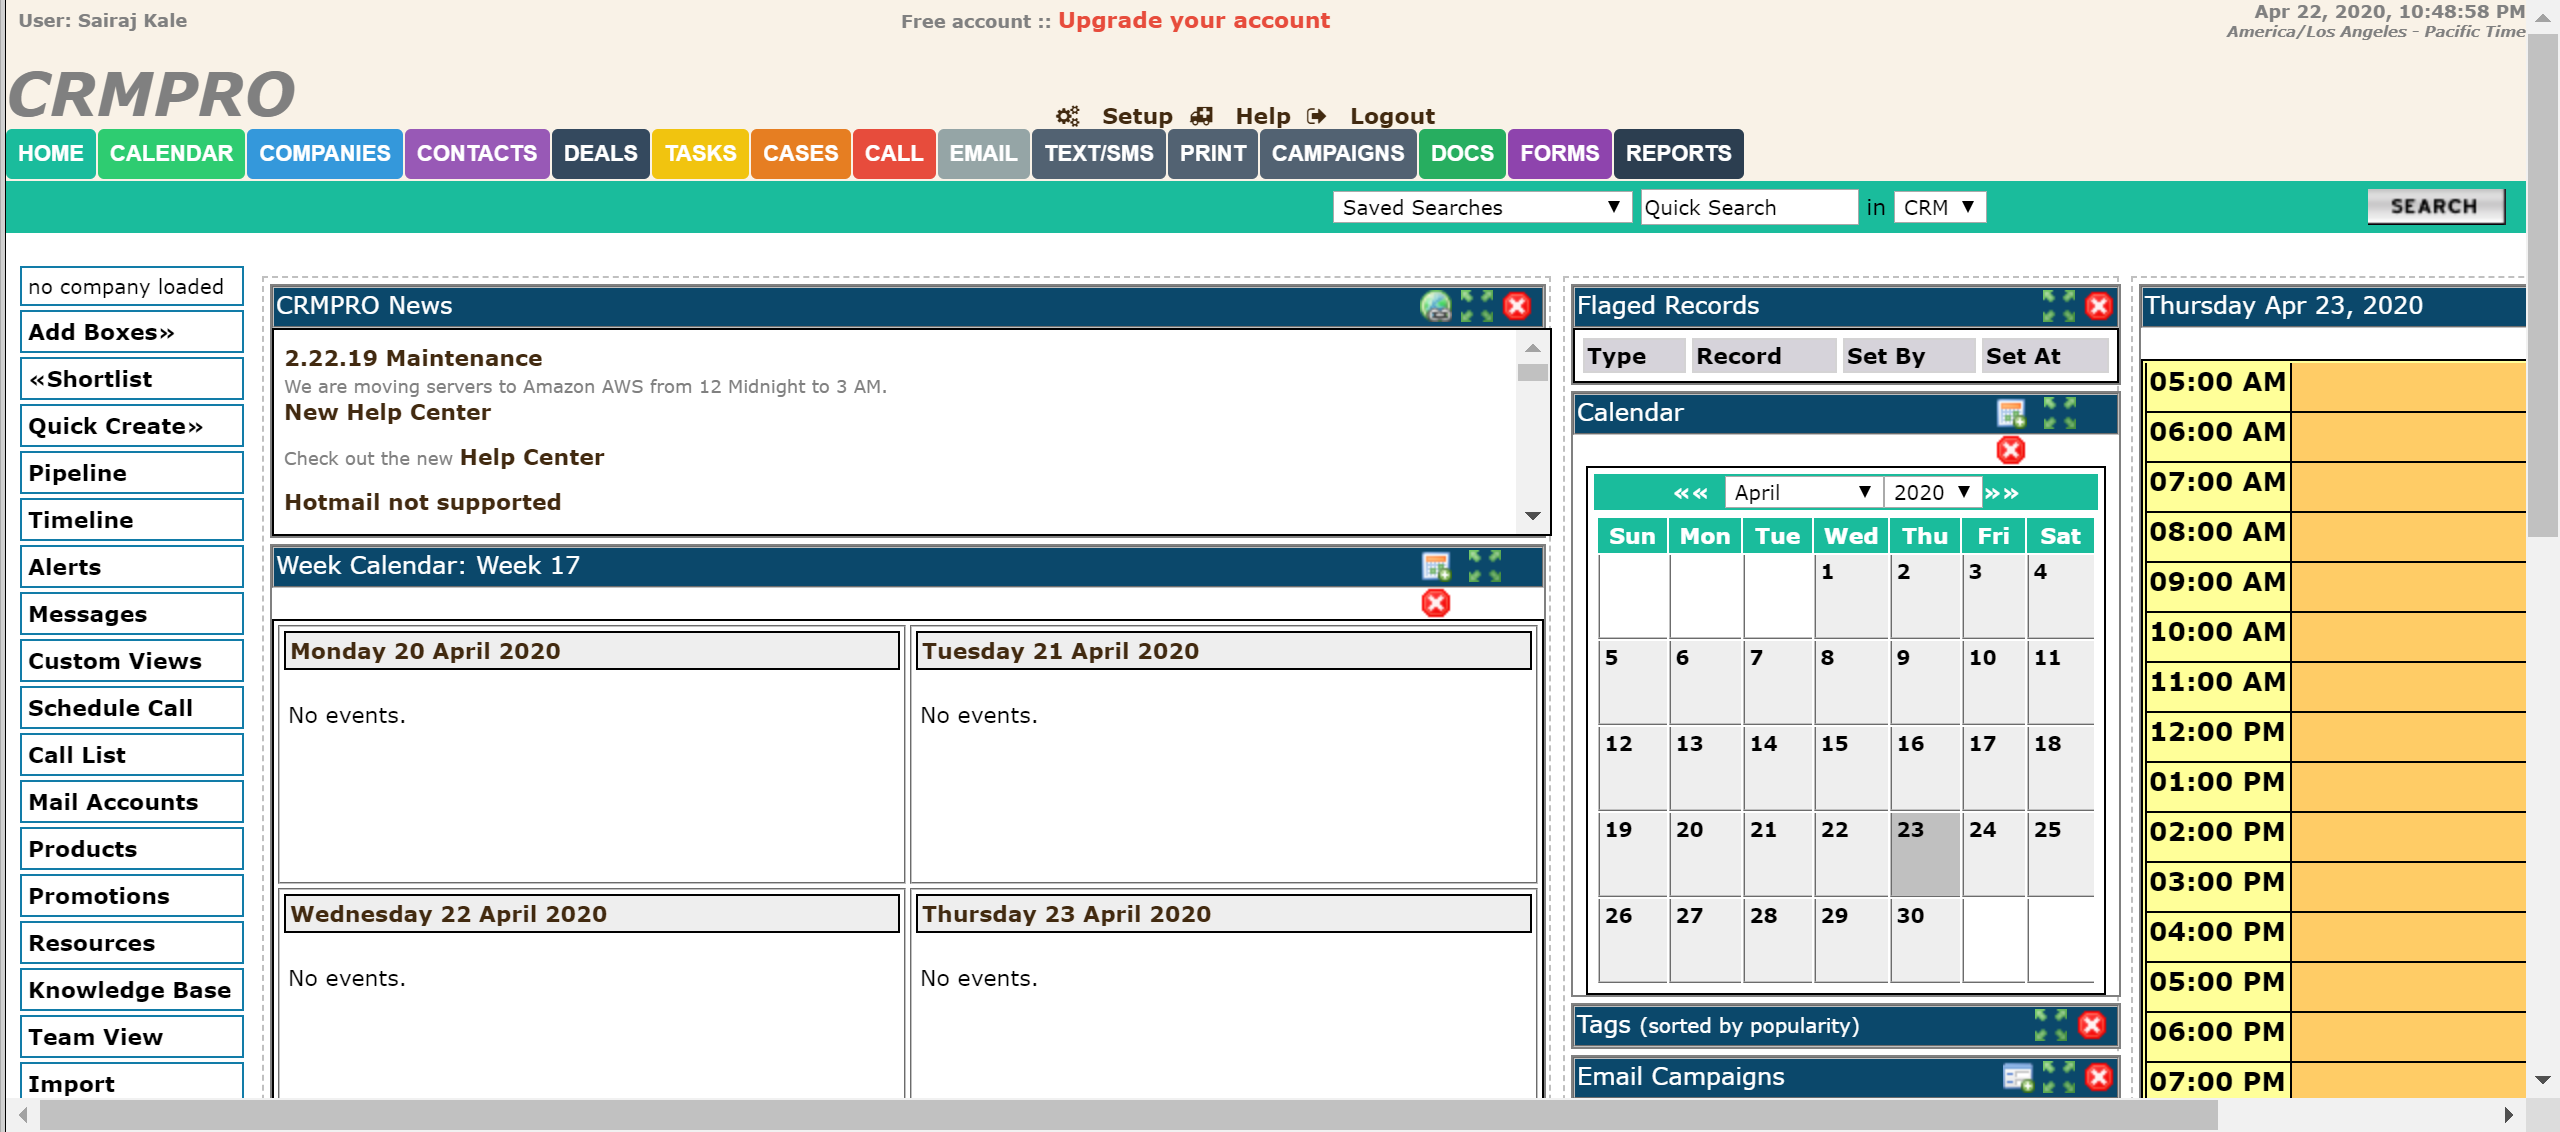 User: Sairaj Kale
Free account :: Upgrade your account
Apr 22, 2020, 10:48:58 PM
America/Los Angeles - Pacific Time
CRMPRO
Setup Help Logout
HOME CALENDAR COMPANIES CONTACTS DEALS TASKS CASES CALL EMAIL TEXT/SMS PRINT CAMPAIGNS DOCS FORMS REPORTS
Saved Searches Quick Search in CRM SEARCH
no company loaded
Add Boxes»
«Shortlist
Quick Create»
Pipeline
Timeline
Alerts
Messages
Custom Views
Schedule Call
Call List
Mail Accounts
Products
Promotions
Resources
Knowledge Base
Team View
Import
CRMPRO News
2.22.19 Maintenance
We are moving servers to Amazon AWS from 12 Midnight to 3 AM.
New Help Center
Check out the new Help Center
Hotmail not supported
Week Calendar: Week 17
Monday 20 April 2020
No events.
Tuesday 21 April 2020
No events.
Wednesday 22 April 2020
No events.
Thursday 23 April 2020
No events.
Flaged Records
Type Record Set By Set At
Calendar
«« April 2020 »»
Sun Mon Tue Wed Thu Fri Sat
1 2 3 4
5 6 7 8 9 10 11
12 13 14 15 16 17 18
19 20 21 22 23 24 25
26 27 28 29 30
Tags (sorted by popularity)
Email Campaigns
Thursday Apr 23, 2020
05:00 AM
06:00 AM
07:00 AM
08:00 AM
09:00 AM
10:00 AM
11:00 AM
12:00 PM
01:00 PM
02:00 PM
03:00 PM
04:00 PM
05:00 PM
06:00 PM
07:00 PM